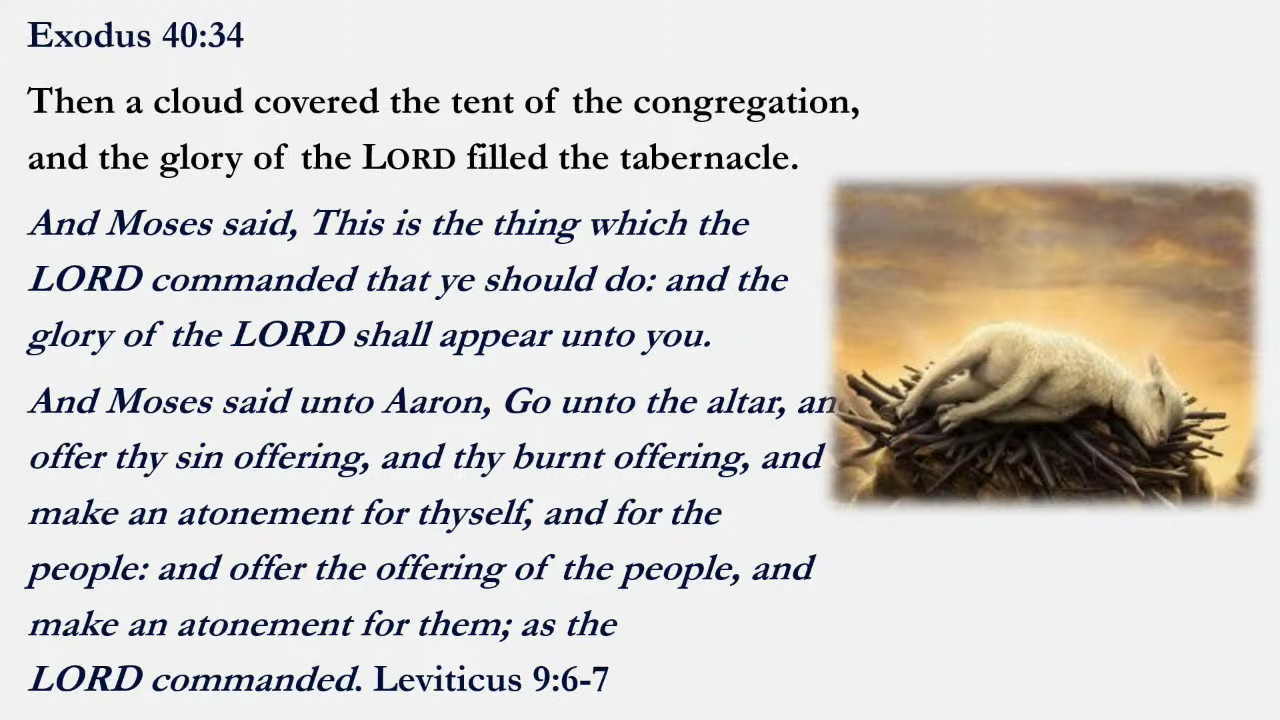 Exodus 40:34
Then a cloud covered the tent of the congregation,
and the glory of the LORD filled the tabernacle.
And Moses said, This is the thing which the
LORD commanded that ye should do: and the
glory of the LORD shall appear unto you.
And Moses said unto Aaron, Go unto the altar, an
offer thy sin offering, and thy burnt offering, and
make an atonement for thyself, and for the
people: and offer the offering of the people, and
make an atonement for them; as the
LORD commanded. Leviticus 9:6-7